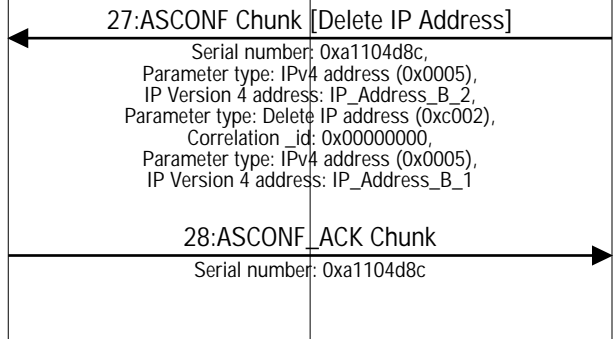 27:ASCONF Chunk [Delete IP Address]
Serial number: 0xa1104d8c,
Parameter type: IPv4 address (0x0005),
IP Version 4 address: IP_Address_B_2,
Parameter type: Delete IP address (0xc002),
Correlation _id: 0x00000000,
Parameter type: IPv4 address (0x0005),
IP Version 4 address: IP_Address_B_1
28:ASCONF_ACK Chunk
Serial number: 0xa1104d8c